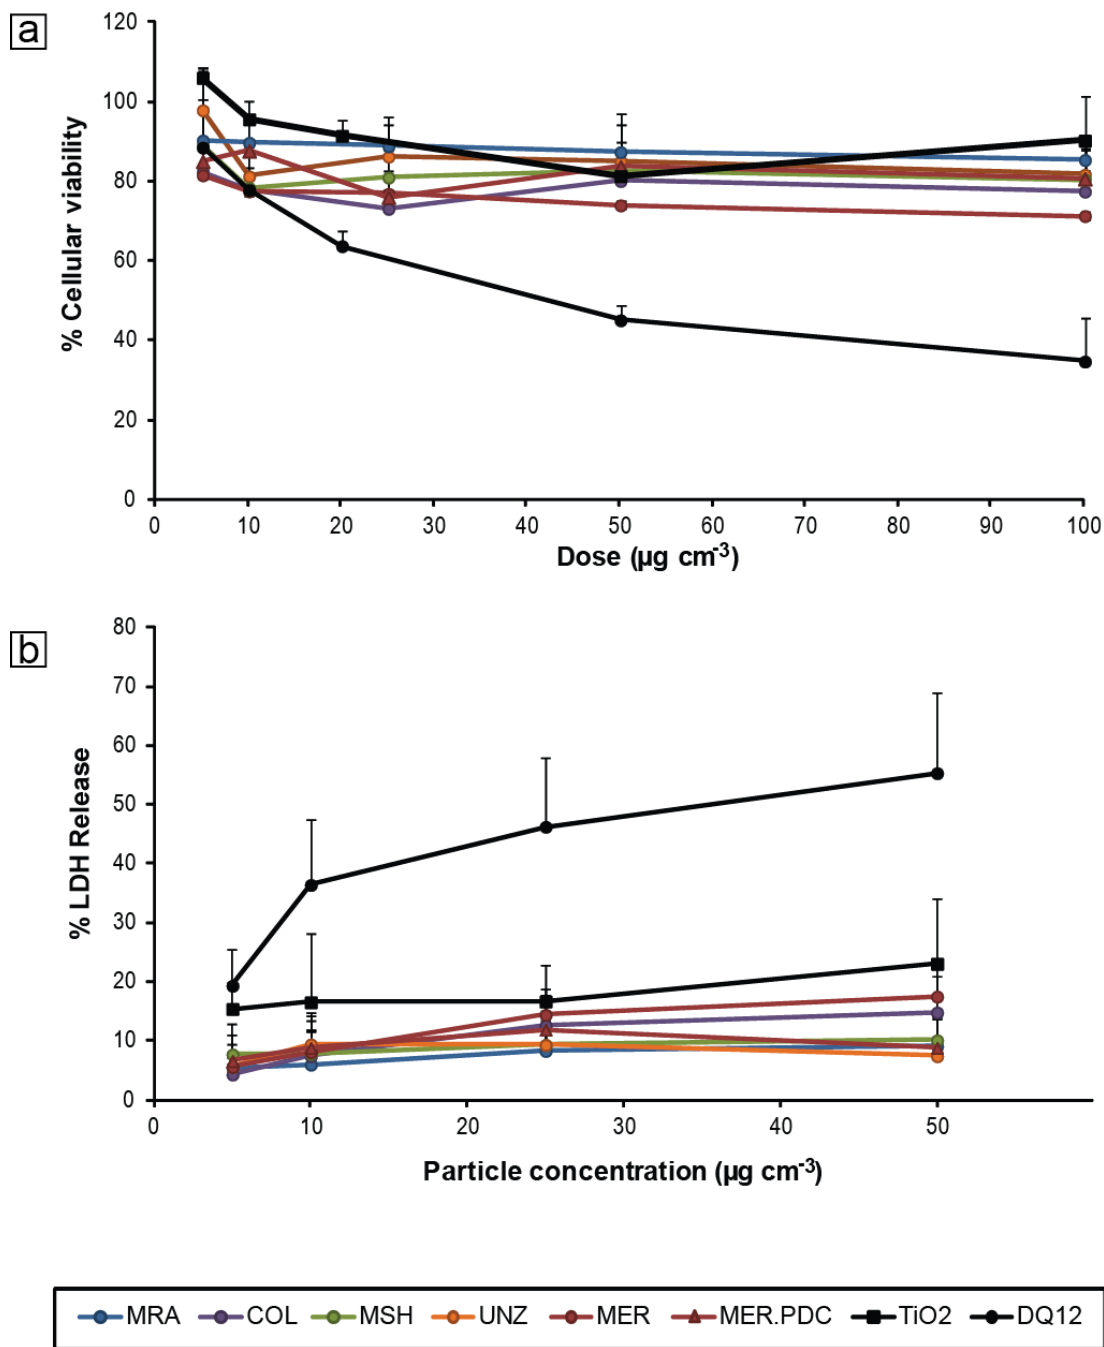 a
120
100
80
60
40
20
0
% Cellular viability
0 10 20 30 40 50 60 70 80 90 100
Dose (µg cm-3)
b
80
70
60
50
40
30
20
10
0
% LDH Release
0 10 20 30 40 50
Particle concentration (µg cm-3)
MRA COL MSH UNZ MER MER.PDC TiO2 DQ12